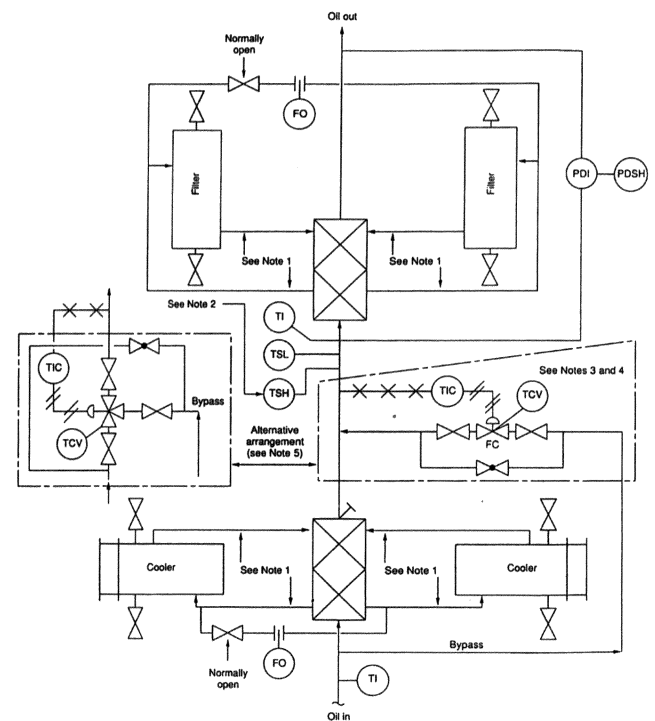 Oil out
Normally
open
FO
Filter
Filter
PDI
PDSH
See Note 1
See Note 1
See Note 2
TI
TSL
TSH
See Notes 3 and 4
TIC
TCV
FC
TIC
Bypass
TCV
Alternative
arrangement
(see Note 5)
Cooler
See Note 1
See Note 1
Cooler
FO
Normally
open
Bypass
TI
Oil in